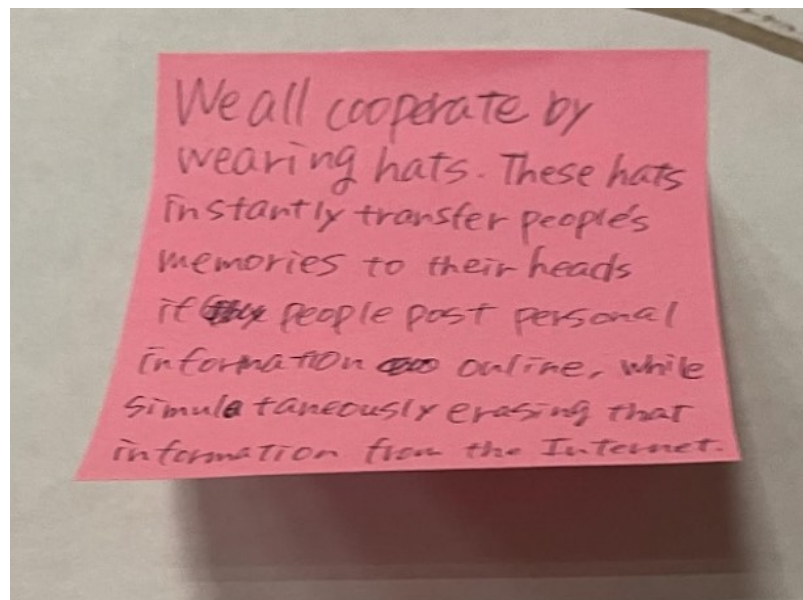 We all cooperate by
wearing hats. These hats
instantly transfer people's
memories to their heads
if people post personal
information online, while
simultaneously erasing that
information from the Internet.